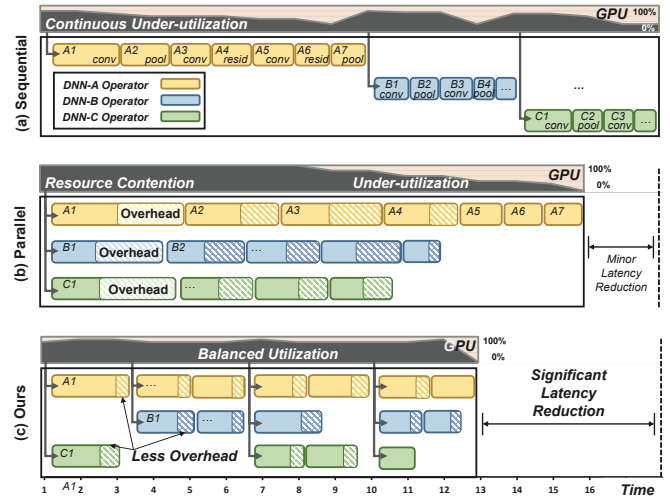 Continuous Under-utilization GPU 100%
0%
(a) Sequential
A1 conv A2 pool A3 conv A4 resid A5 conv A6 resid A7 pool
DNN-A Operator
DNN-B Operator
DNN-C Operator
B1 conv B2 pool B3 conv B4 pool ...
...
C1 conv C2 pool C3 conv ...
Resource Contention Under-utilization GPU 100%
0%
(b) Parallel
A1 Overhead A2 A3 A4 A5 A6 A7
B1 Overhead B2 ...
C1 Overhead ...
Minor
Latency
Reduction
Balanced Utilization GPU 100%
0%
(c) Ours
A1 ...
B1 ...
C1
Less Overhead
Significant
Latency
Reduction
1 2 3 4 5 6 7 8 9 10 11 12 13 14 15 16 Time
A1